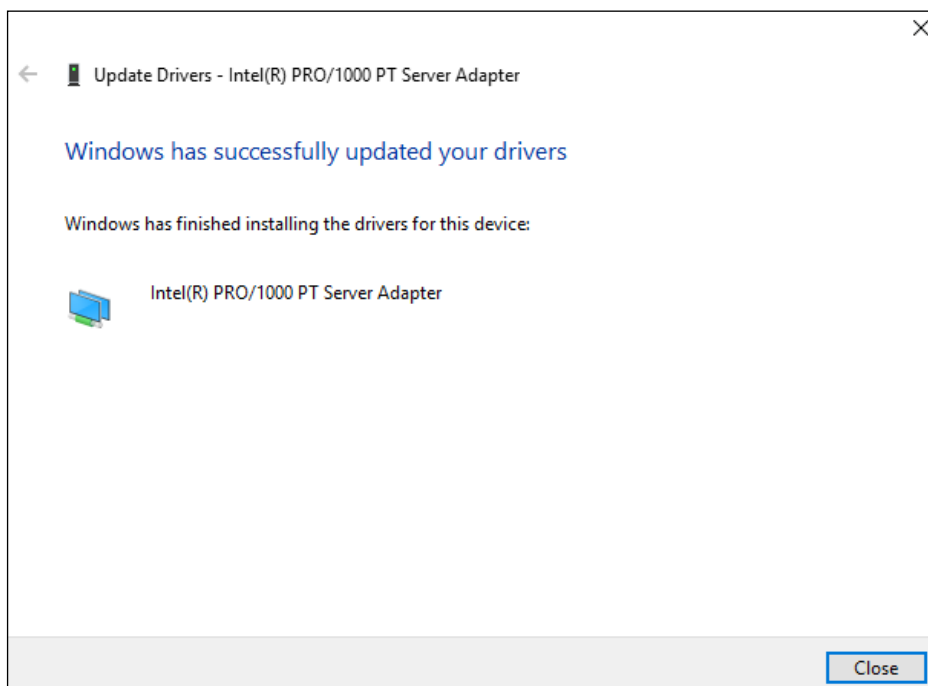 Update Drivers - Intel(R) PRO/1000 PT Server Adapter
Windows has successfully updated your drivers
Windows has finished installing the drivers for this device:
Intel(R) PRO/1000 PT Server Adapter
Close